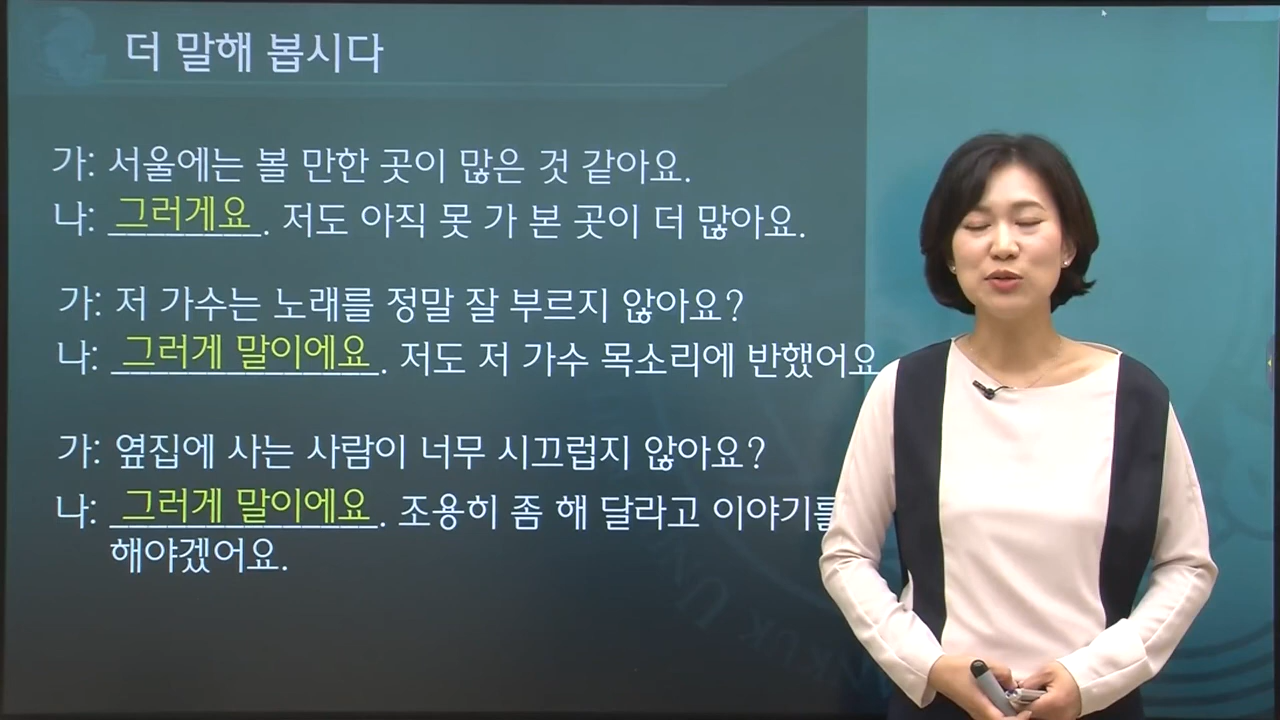 더 말해 봅시다
가: 서울에는 볼 만한 곳이 많은 것 같아요.
나: 그러게요. 저도 아직 못 가 본 곳이 더 많아요.
가: 저 가수는 노래를 정말 잘 부르지 않아요?
나: 그러게 말이에요. 저도 저 가수 목소리에 반했어요
가: 옆집에 사는 사람이 너무 시끄럽지 않아요?
나: 그러게 말이에요. 조용히 좀 해 달라고 이야기를
해야겠어요.